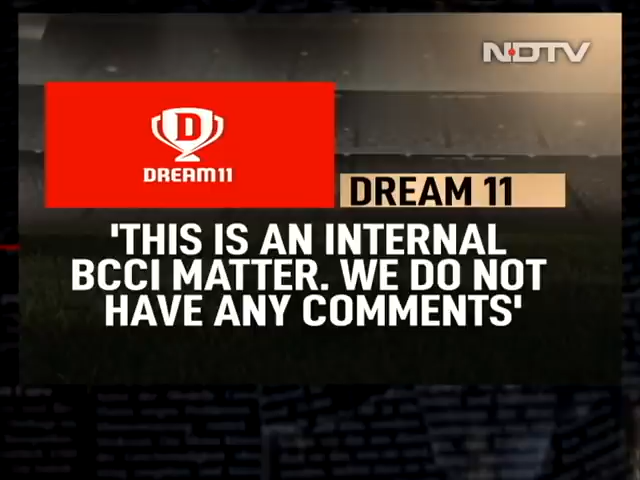 NDTV
D
DREAM11
DREAM 11
'THIS IS AN INTERNAL
BCCI MATTER. WE DO NOT
HAVE ANY COMMENTS'